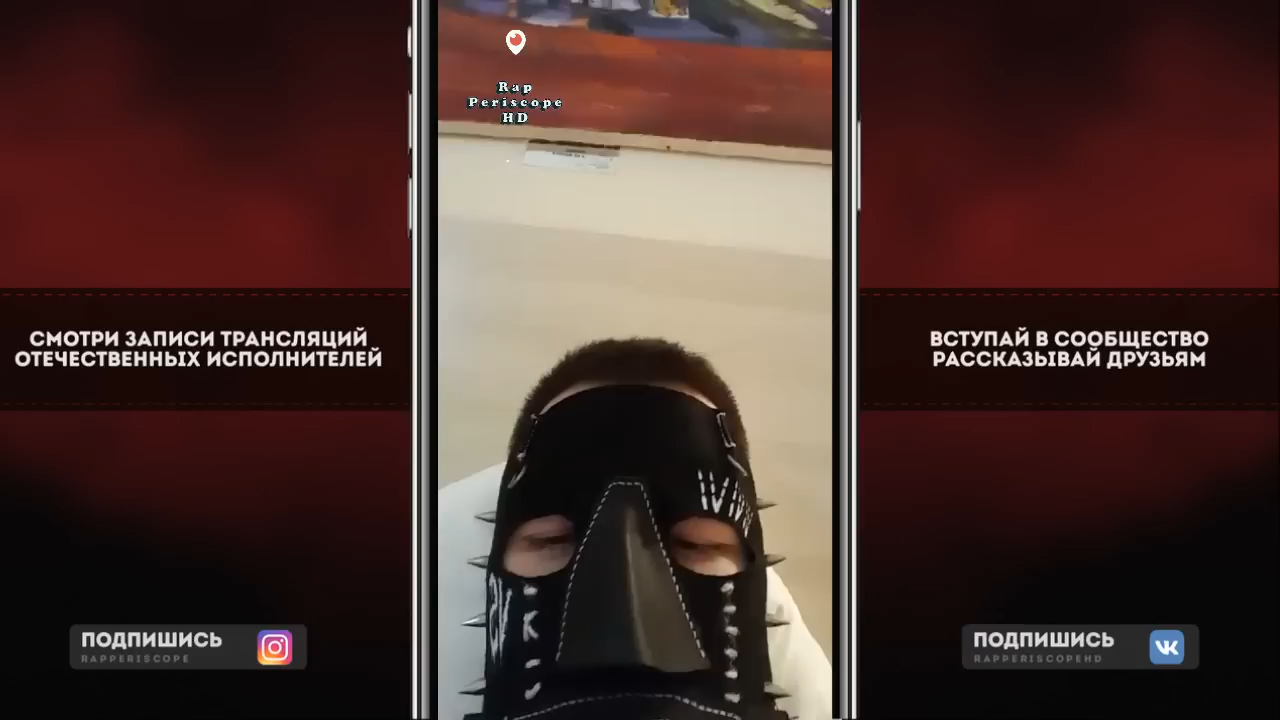 Rap
Periscope
HD
СМОТРИ ЗАПИСИ ТРАНСЛЯЦИЙ
ОТЕЧЕСТВЕННЫХ ИСПОЛНИТЕЛЕЙ
ВСТУПАЙ В СООБЩЕСТВО
РАССКАЗЫВАЙ ДРУЗЬЯМ
ПОДПИШИСЬ
RAPPERISCOPE
ПОДПИШИСЬ
RAPPERISCOPEHD